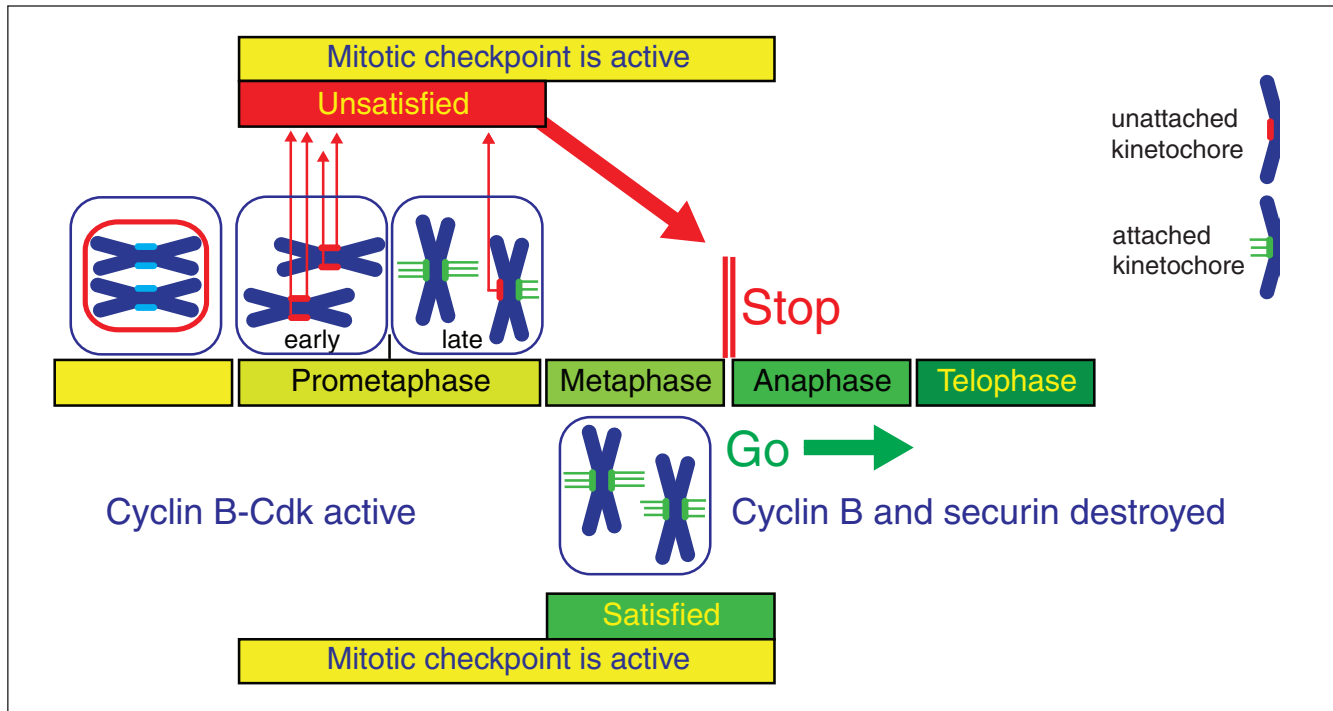 Mitotic checkpoint is active
Unsatisfied
unattached
kinetochore
attached
kinetochore
early
late
Stop
Prometaphase
Metaphase
Anaphase
Telophase
Go
Cyclin B-Cdk active
Cyclin B and securin destroyed
Satisfied
Mitotic checkpoint is active